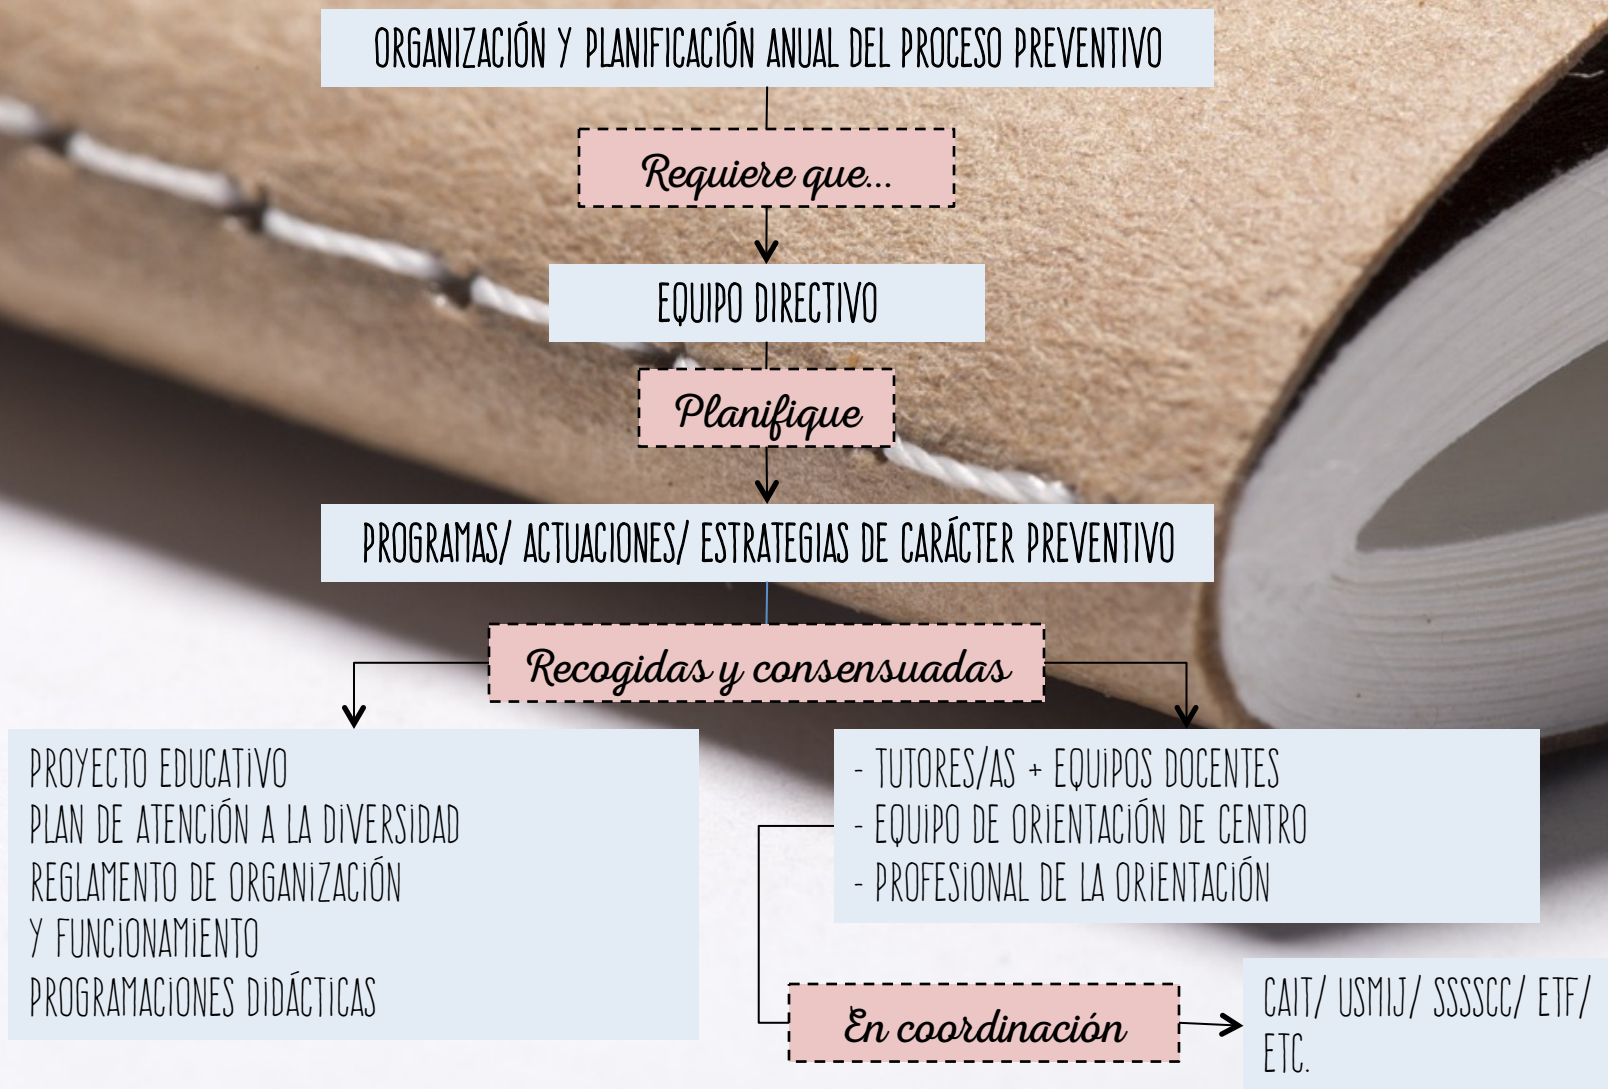 ORGANIZACIÓN Y PLANIFICACIÓN ANUAL DEL PROCESO PREVENTIVO
Requiere que...
EQUIPO DIRECTIVO
Planifique
PROGRAMAS/ ACTUACIONES/ ESTRATEGIAS DE CARÁCTER PREVENTIVO
Recogidas y consensuadas
PROYECTO EDUCATIVO
PLAN DE ATENCIÓN A LA DIVERSIDAD
REGLAMENTO DE ORGANIZACIÓN
Y FUNCIONAMIENTO
PROGRAMACIONES DIDÁCTICAS
- TUTORES/AS + EQUIPOS DOCENTES
- EQUIPO DE ORIENTACIÓN DE CENTRO
- PROFESIONAL DE LA ORIENTACIÓN
En coordinación
CAIT/ USMIJ/ SSSSCC/ ETF/
ETC.